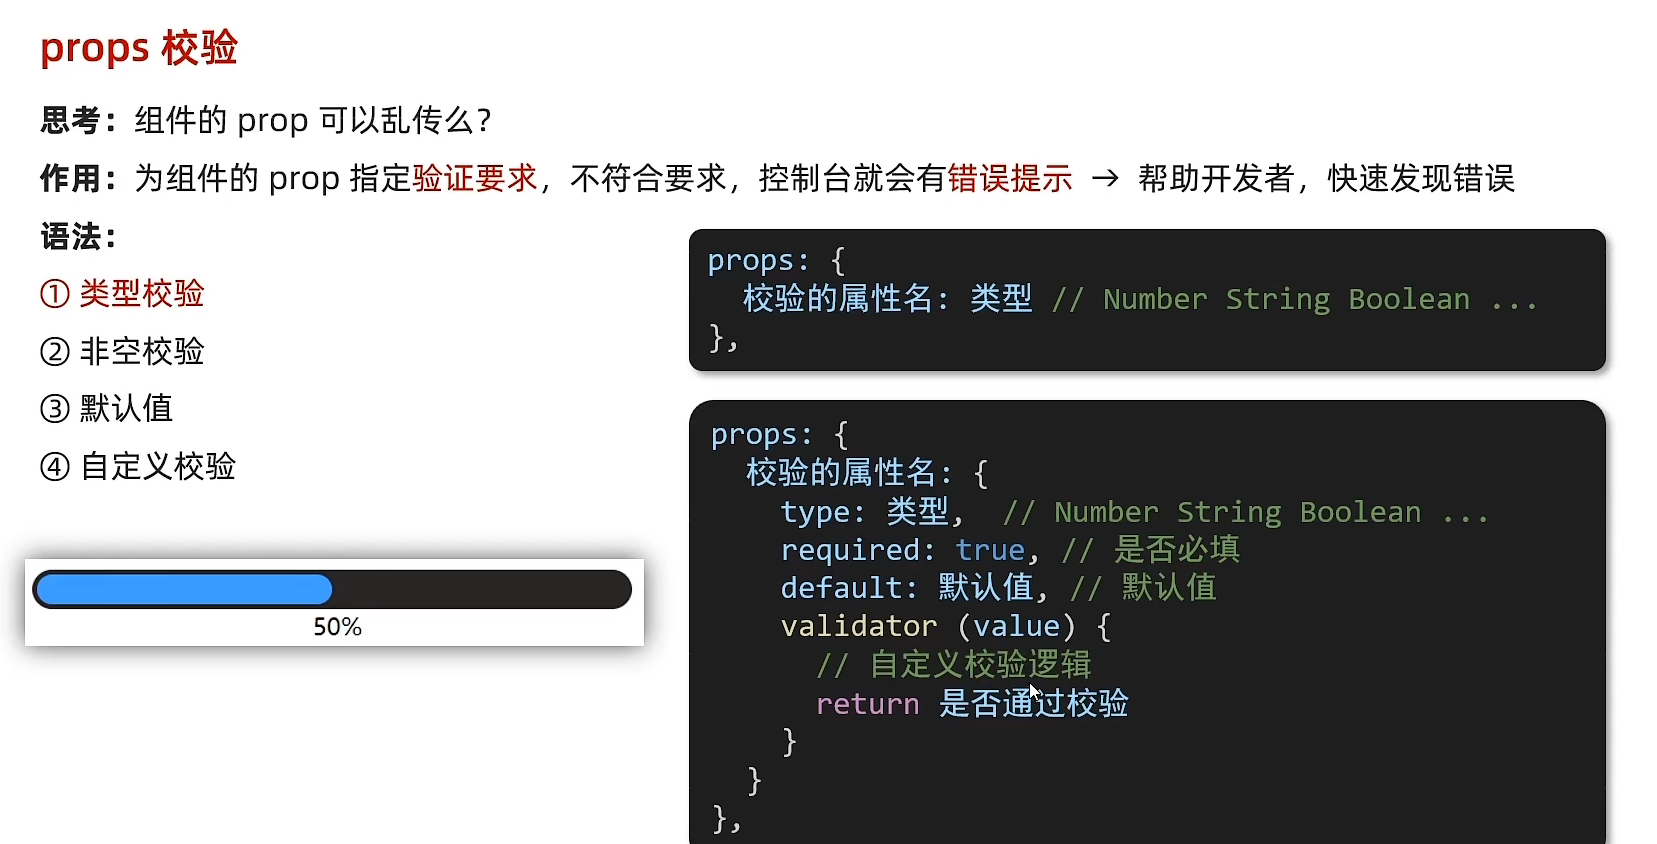 props 校验
思考：组件的 prop 可以乱传么？
作用：为组件的 prop 指定验证要求，不符合要求，控制台就会有错误提示 → 帮助开发者，快速发现错误
语法：
① 类型校验
② 非空校验
③ 默认值
④ 自定义校验
50%
props: {
校验的属性名: 类型 // Number String Boolean ...
},
props: {
校验的属性名: {
type: 类型, // Number String Boolean ...
required: true, // 是否必填
default: 默认值, // 默认值
validator (value) {
// 自定义校验逻辑
return 是否通过校验
}
}
},